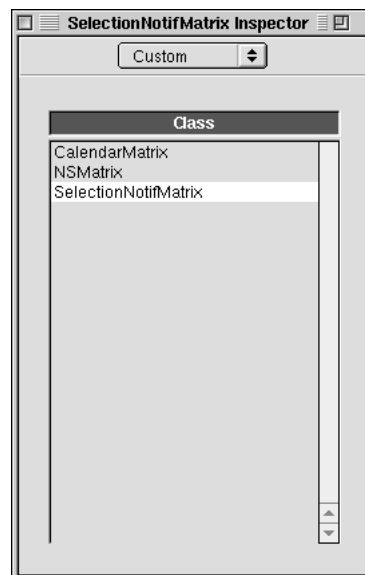 SelectionNotifMatrix Inspector
Custom
Class
CalendarMatrix
NSMatrix
SelectionNotifMatrix